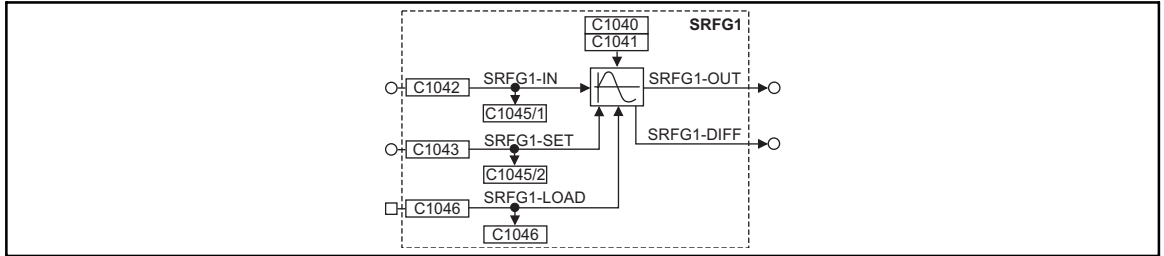 C1040 SRFG1
C1041
C1042 SRFG1-IN SRFG1-OUT
C1045/1
C1043 SRFG1-SET SRFG1-DIFF
C1045/2
C1046 SRFG1-LOAD
C1046